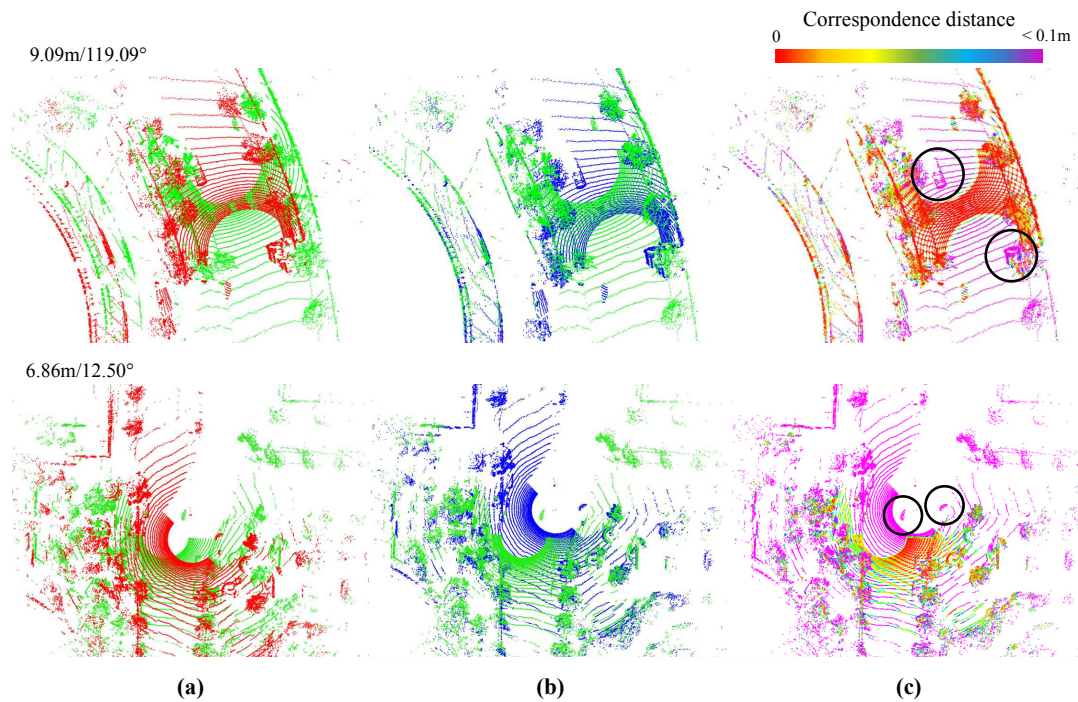 Correspondence distance
0 < 0.1m
9.09m/119.09°
6.86m/12.50°
(a) (b) (c)